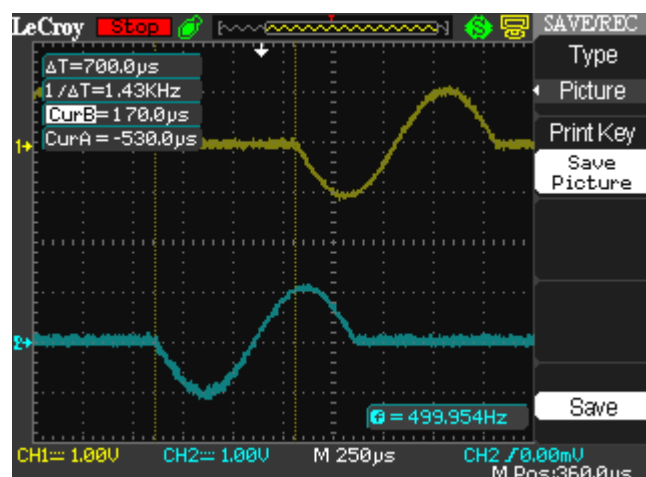 LeCroy Stop S SAVE/REC
ΔT=700.0µs
1/ΔT=1.43KHz
CurB=170.0µs
CurA=-530.0µs
Type
Picture
Print Key
Save
Picture
1
2
f = 499.954Hz
Save
CH1 1.00V CH2 1.00V M 250µs CH2 0.00mV
M Pos:360.0µs